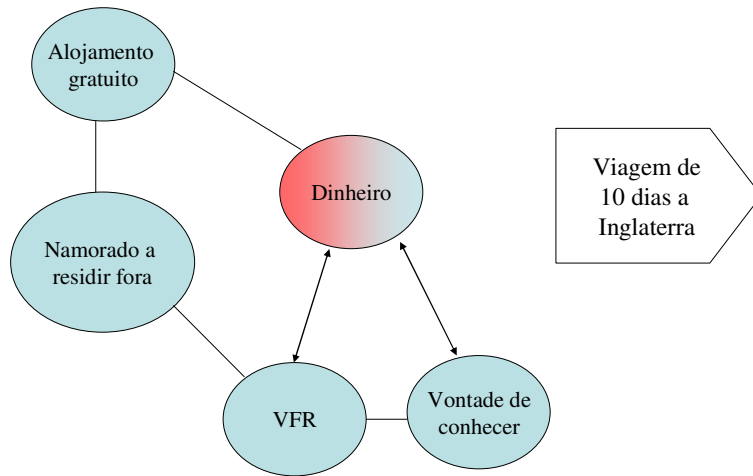 Alojamento
gratuito
Dinheiro
Viagem de
10 dias a
Inglaterra
Namorado a
residir fora
VFR
Vontade de
conhecer